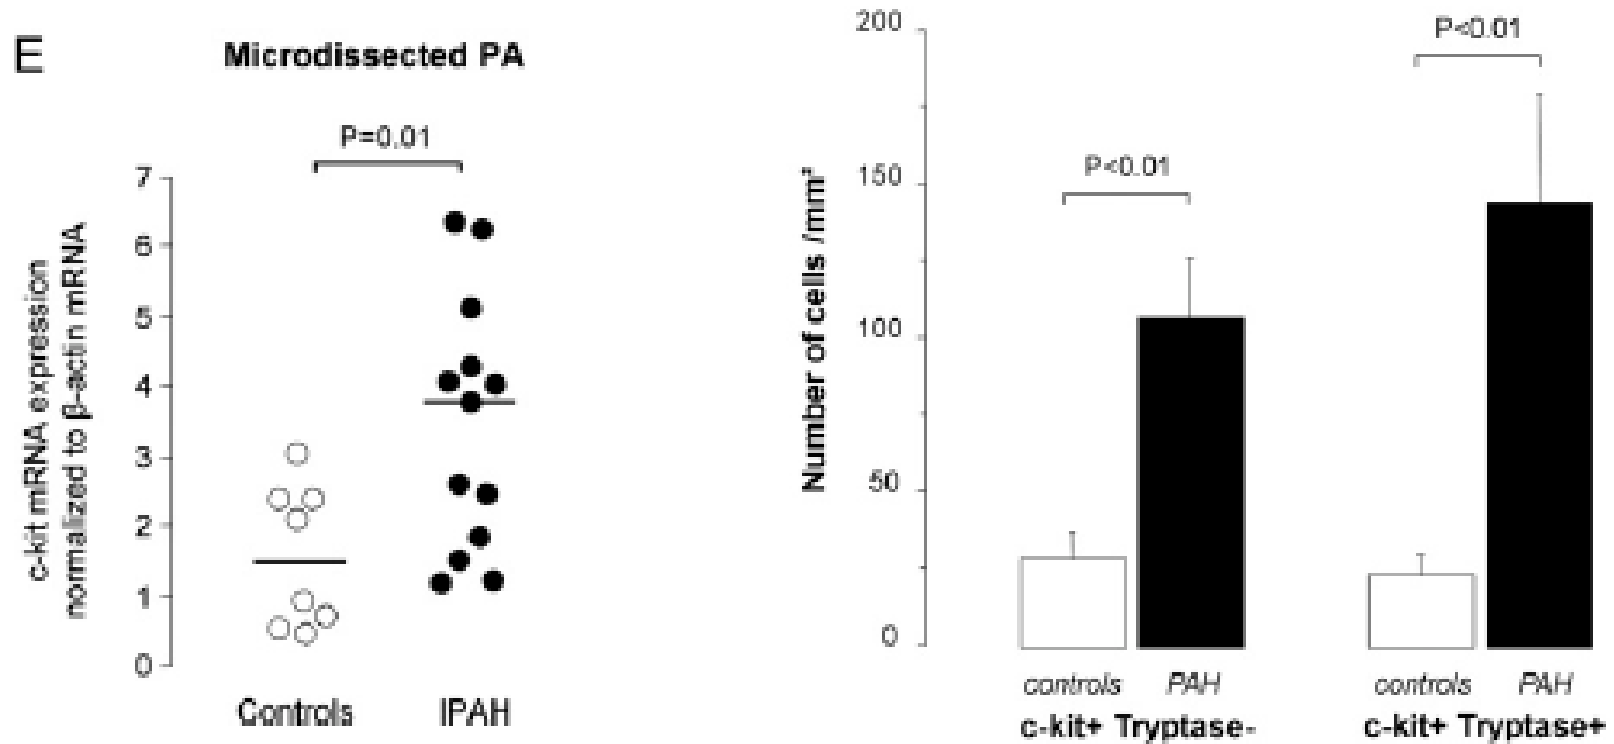 E
Microdissected PA
P=0.01
7
6
5
4
3
2
1
0
c-kit mRNA expression
normalized to β-actin mRNA
Controls IPAH
P<0.01
P<0.01
200
150
100
50
0
Number of cells /mm²
controls PAH controls PAH
c-kit+ Tryptase- c-kit+ Tryptase+